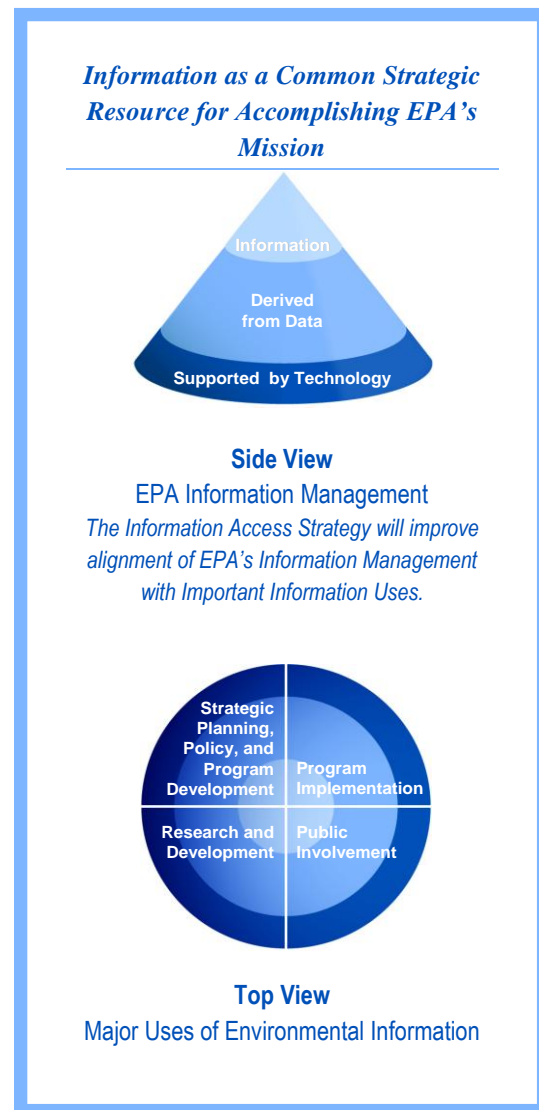 Information as a Common Strategic
Resource for Accomplishing EPA’s
Mission
Information
Derived
from Data
Supported by Technology
Side View
EPA Information Management
The Information Access Strategy will improve
alignment of EPA’s Information Management
with Important Information Uses.
Strategic
Planning,
Policy, and
Program
Development
Program
Implementation
Research and
Development
Public
Involvement
Top View
Major Uses of Environmental Information